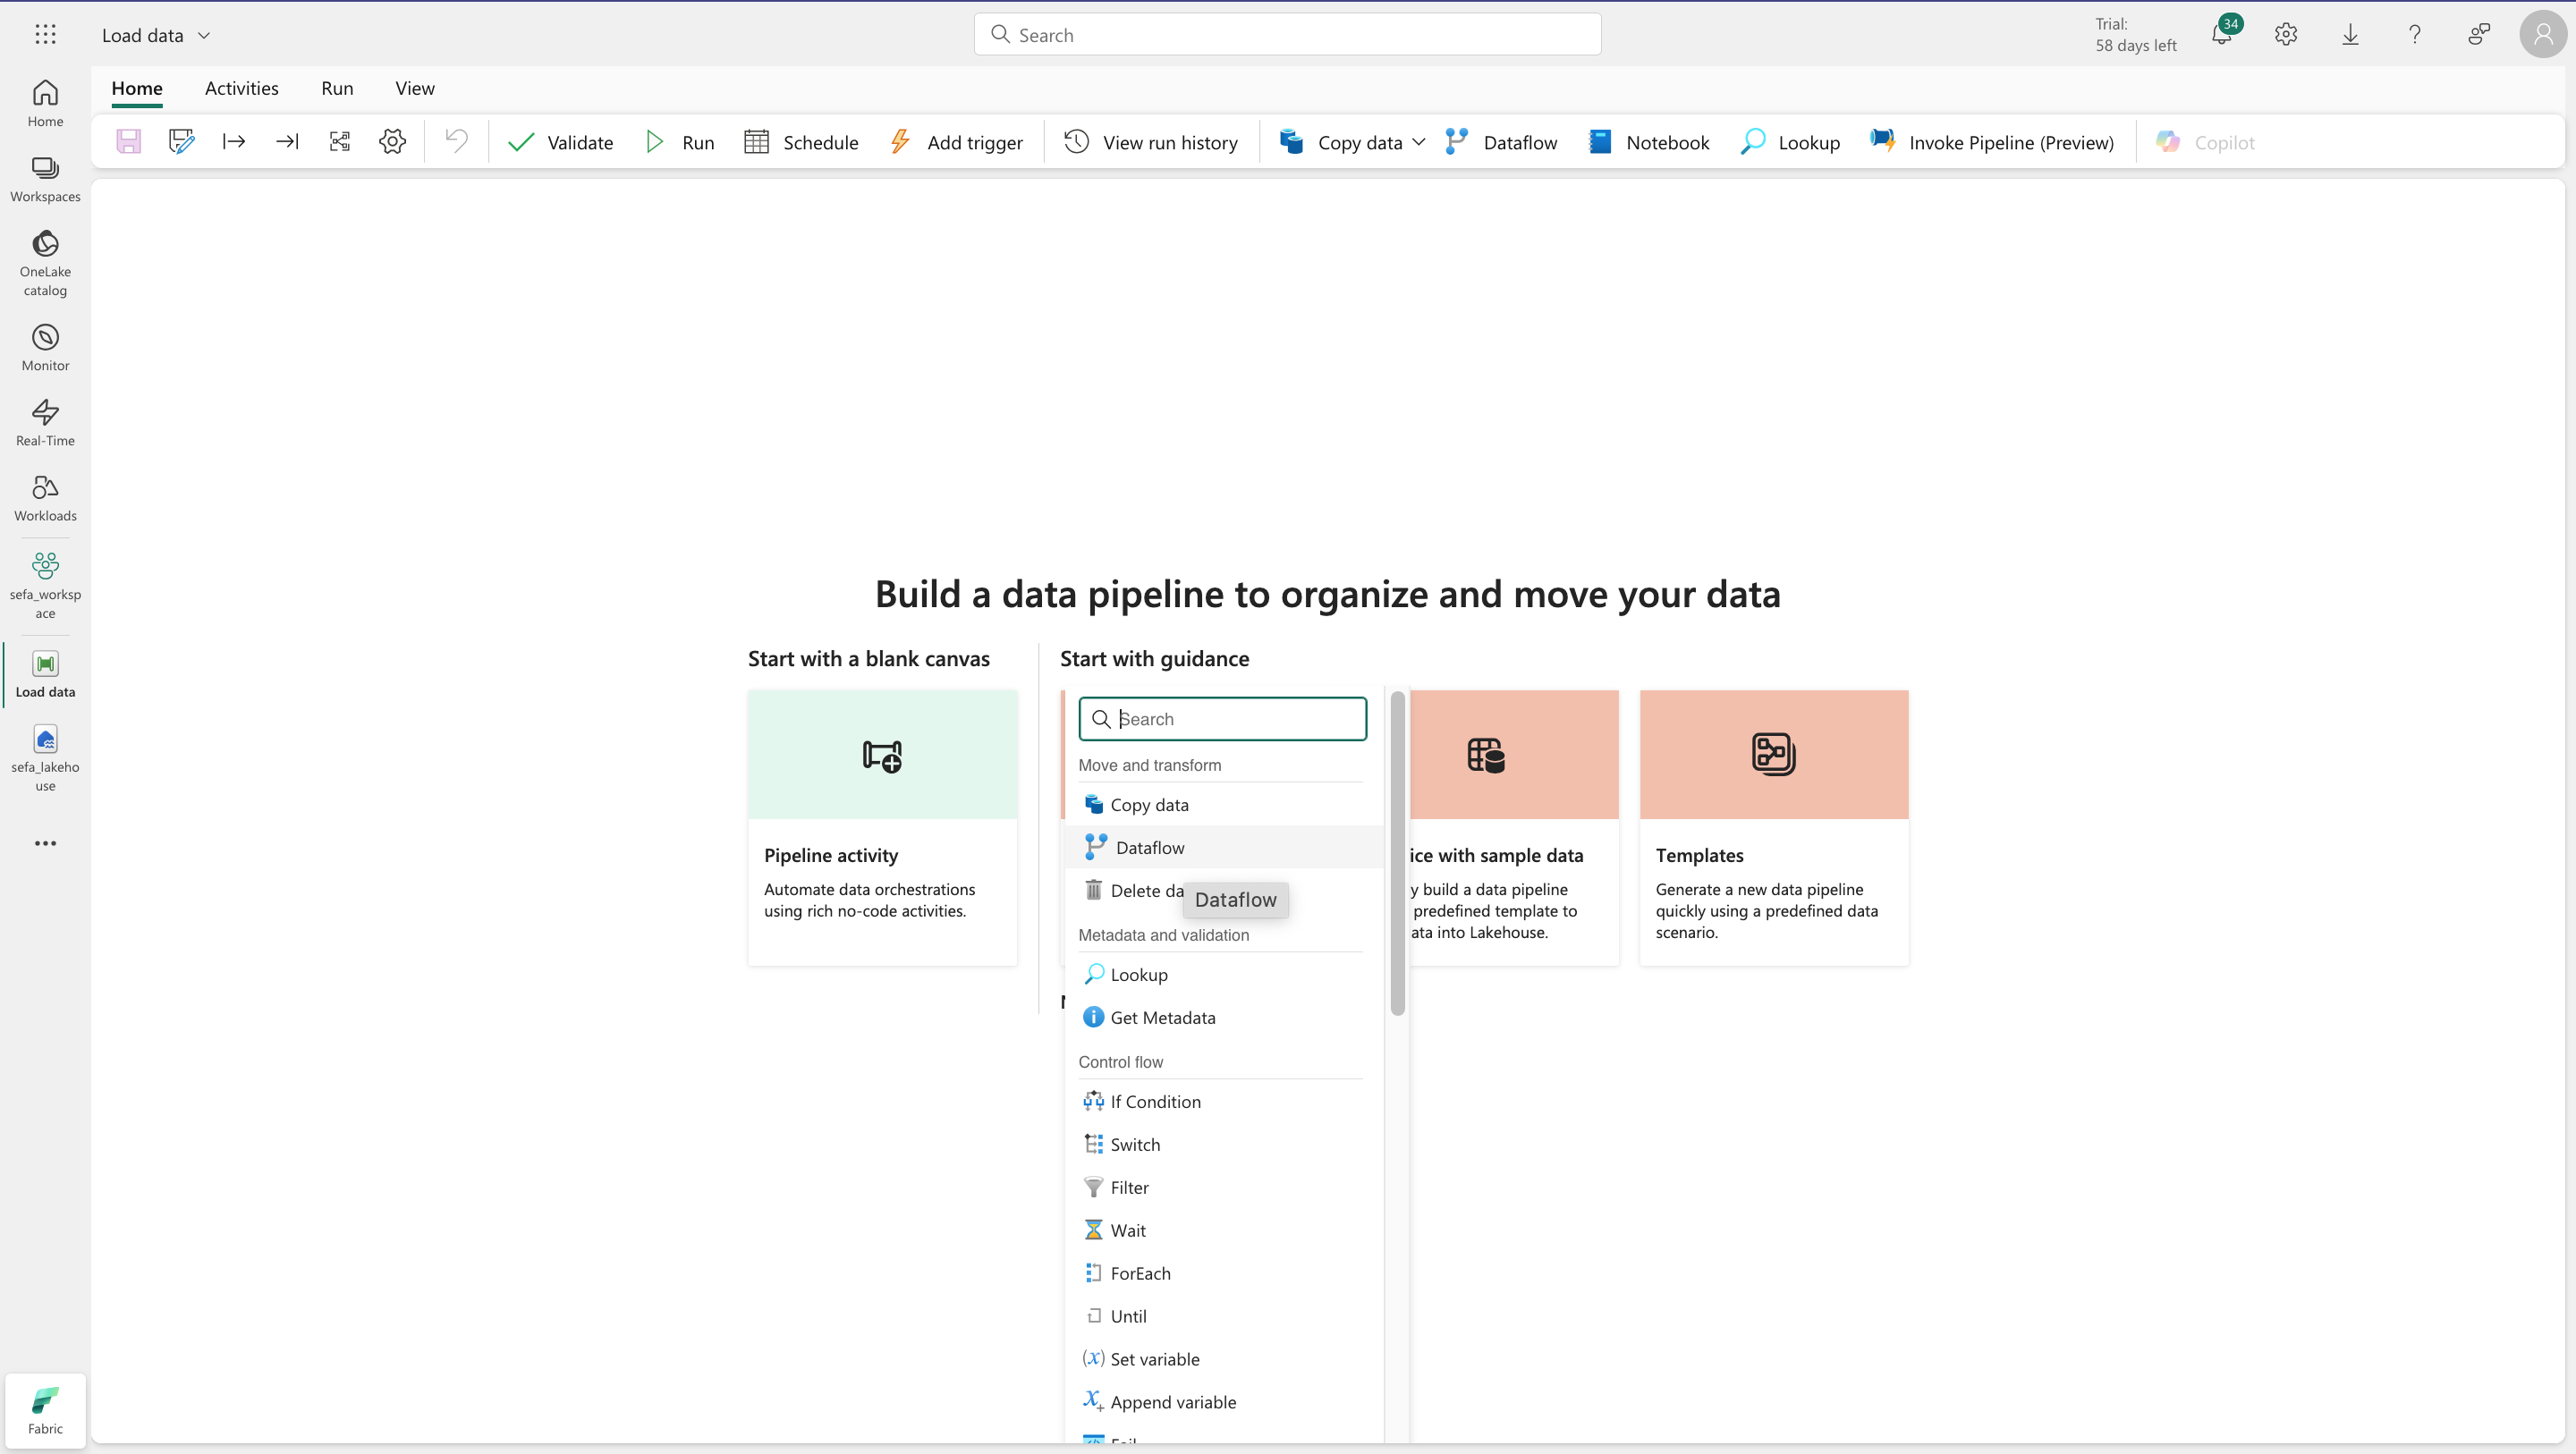 Load data
Search
Trial:
58 days left
34
Home
Activities
Run
View
Validate
Run
Schedule
Add trigger
View run history
Copy data
Dataflow
Notebook
Lookup
Invoke Pipeline (Preview)
Copilot
Home
Workspaces
OneLake
catalog
Monitor
Real-Time
Workloads
sefa_worksp
ace
Load data
sefa_lakeho
use
Fabric
Build a data pipeline to organize and move your data
Start with a blank canvas
Pipeline activity
Automate data orchestrations
using rich no-code activities.
Start with guidance
Search
Move and transform
Copy data
Dataflow
Delete da
Dataflow
Metadata and validation
Lookup
Get Metadata
Control flow
If Condition
Switch
Filter
Wait
ForEach
Until
Set variable
Append variable
ice with sample data
y build a data pipeline
predefined template to
ata into Lakehouse.
Templates
Generate a new data pipeline
quickly using a predefined data
scenario.